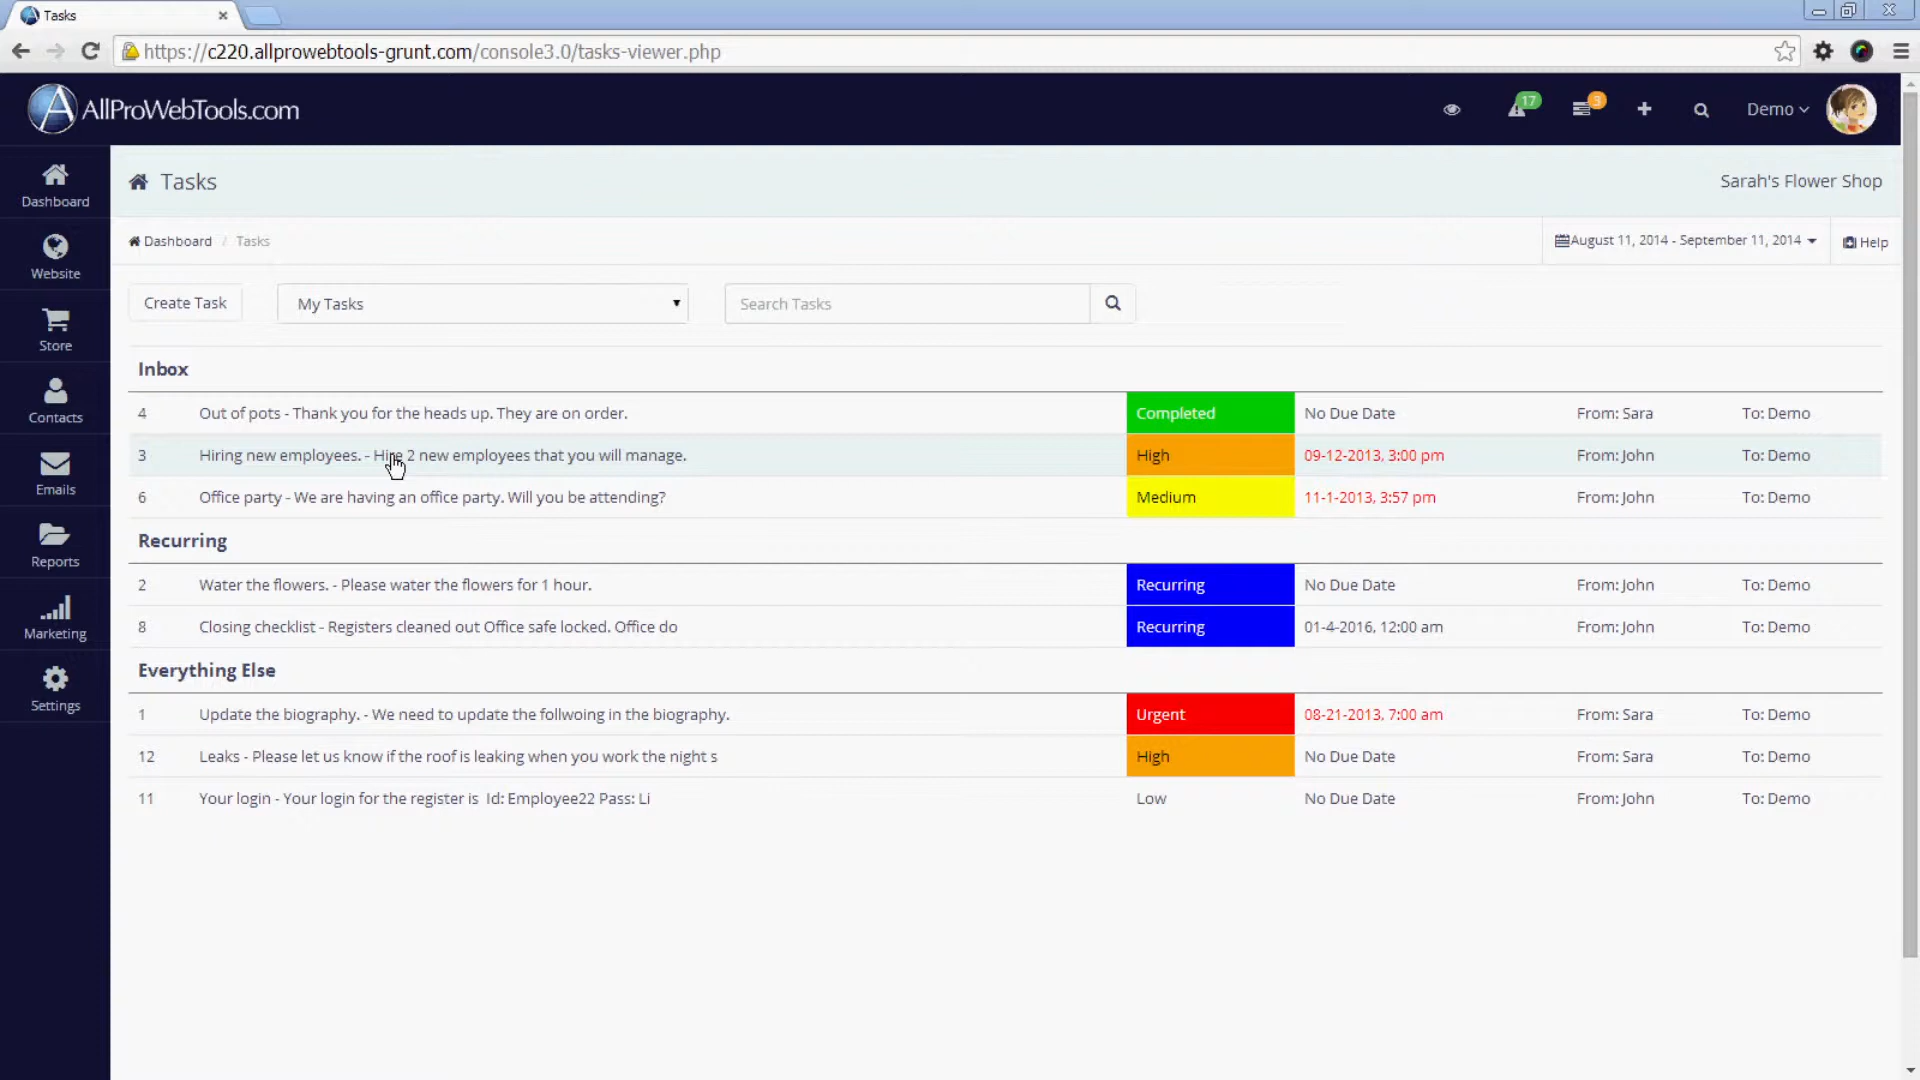 Tasks
https://c220.allprowebtools-grunt.com/console3.0/tasks-viewer.php
AllProWebTools.com
17
3
Demo
Dashboard
Website
Store
Contacts
Emails
Reports
Marketing
Settings
Tasks
Sarah's Flower Shop
Dashboard / Tasks
August 11, 2014 - September 11, 2014
Help
Create Task
My Tasks
Search Tasks
Inbox
4 Out of pots - Thank you for the heads up. They are on order. Completed No Due Date From: Sara To: Demo
3 Hiring new employees. - Hire 2 new employees that you will manage. High 09-12-2013, 3:00 pm From: John To: Demo
6 Office party - We are having an office party. Will you be attending? Medium 11-1-2013, 3:57 pm From: John To: Demo
Recurring
2 Water the flowers. - Please water the flowers for 1 hour. Recurring No Due Date From: John To: Demo
8 Closing checklist - Registers cleaned out Office safe locked. Office do Recurring 01-4-2016, 12:00 am From: John To: Demo
Everything Else
1 Update the biography. - We need to update the follwoing in the biography. Urgent 08-21-2013, 7:00 am From: Sara To: Demo
12 Leaks - Please let us know if the roof is leaking when you work the night s High No Due Date From: Sara To: Demo
11 Your login - Your login for the register is Id: Employee22 Pass: Li Low No Due Date From: John To: Demo